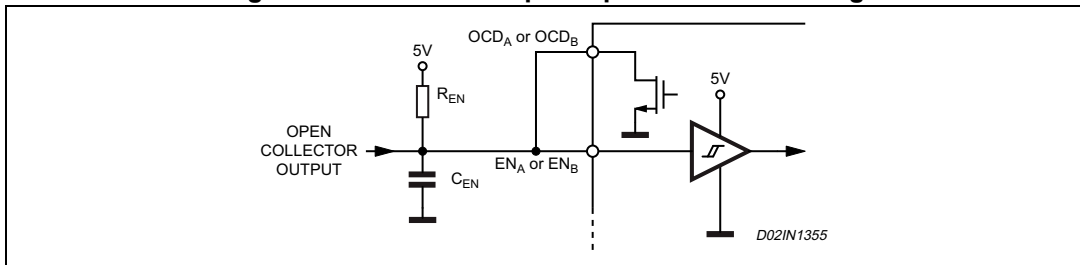 OCDA or OCDB
5V
5V
REN
OPEN
COLLECTOR
OUTPUT
ENA or ENB
CEN
D02IN1355